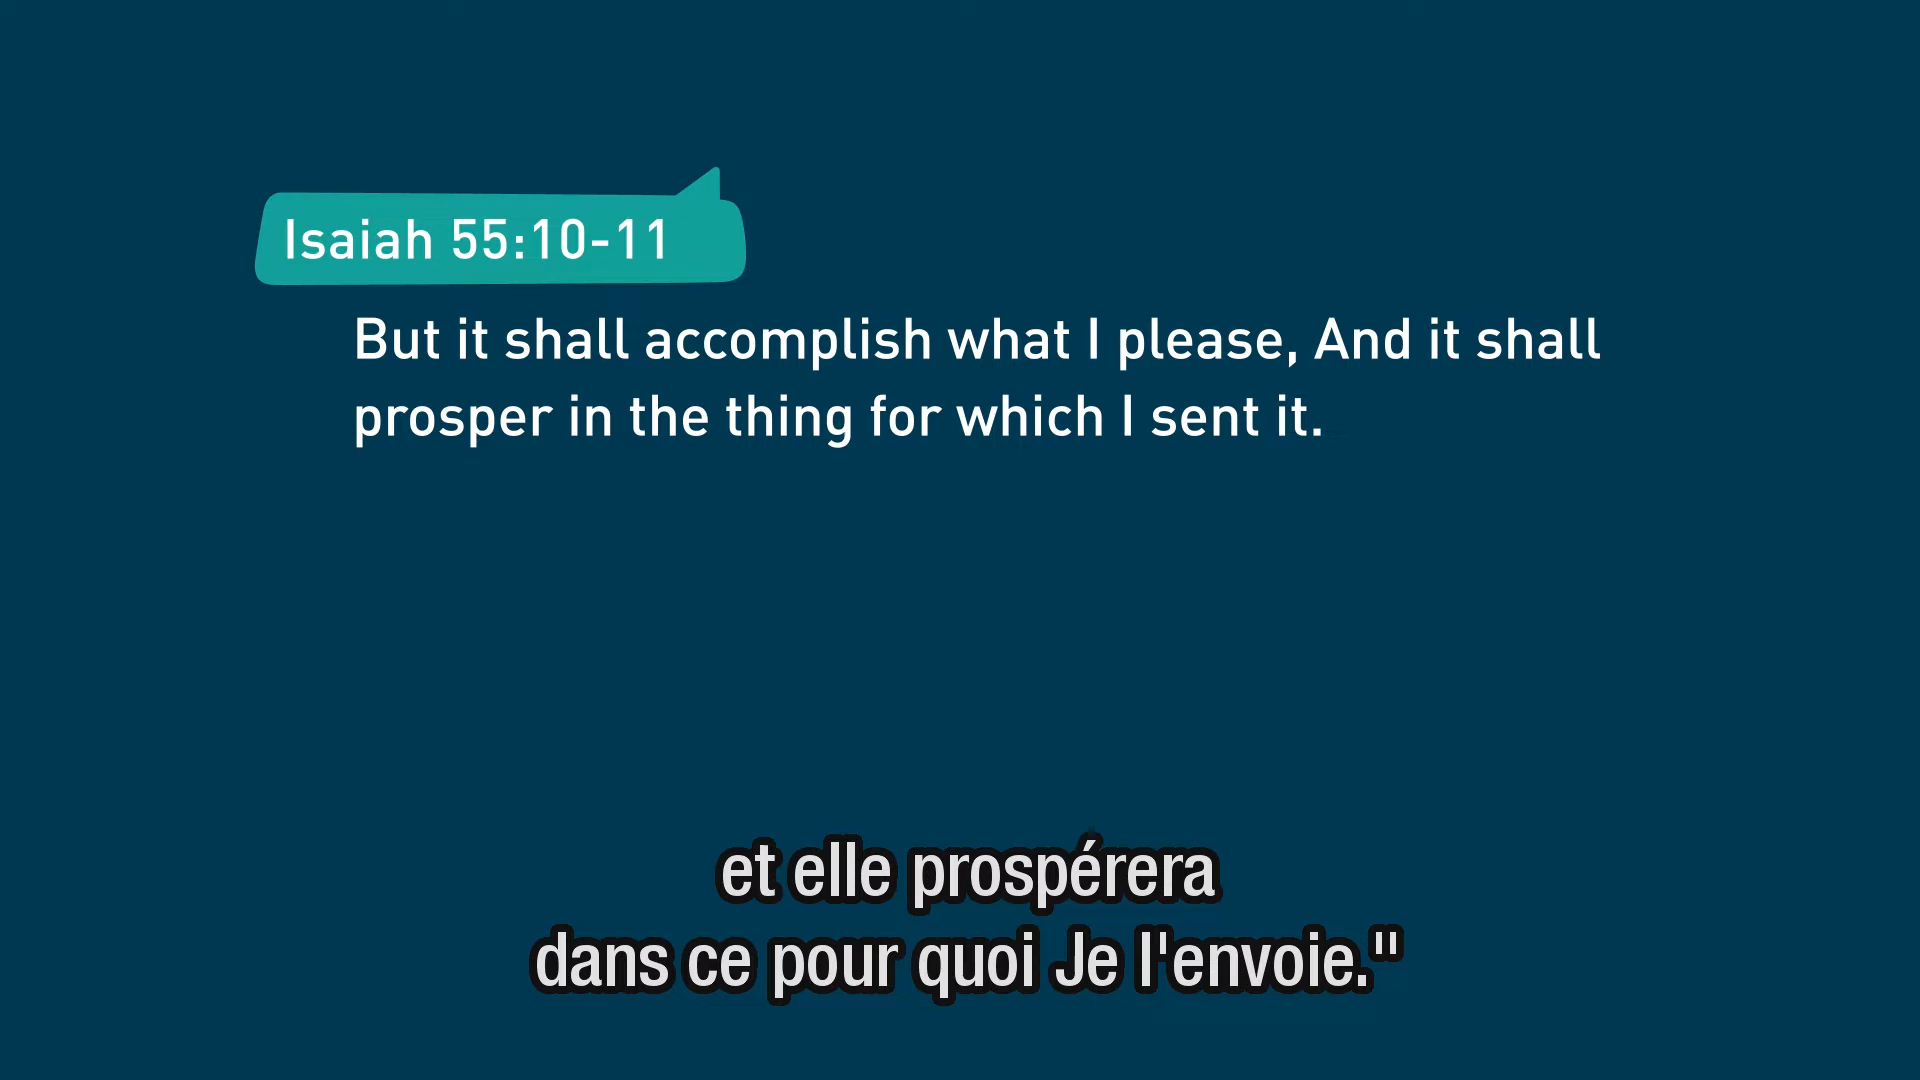 Isaiah 55:10-11
But it shall accomplish what I please, And it shall
prosper in the thing for which I sent it.
et elle prospérera
dans ce pour quoi Je l'envoie."